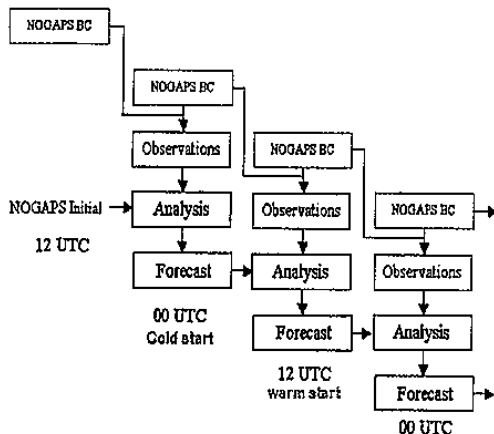 NOGAPS BC
NOGAPS BC
Observations
NOGAPS Initial
Analysis
12 UTC
Forecast
00 UTC
Cold start
NOGAPS BC
Observations
Analysis
Forecast
12 UTC
warm start
NOGAPS BC
Observations
Analysis
Forecast
00 UTC